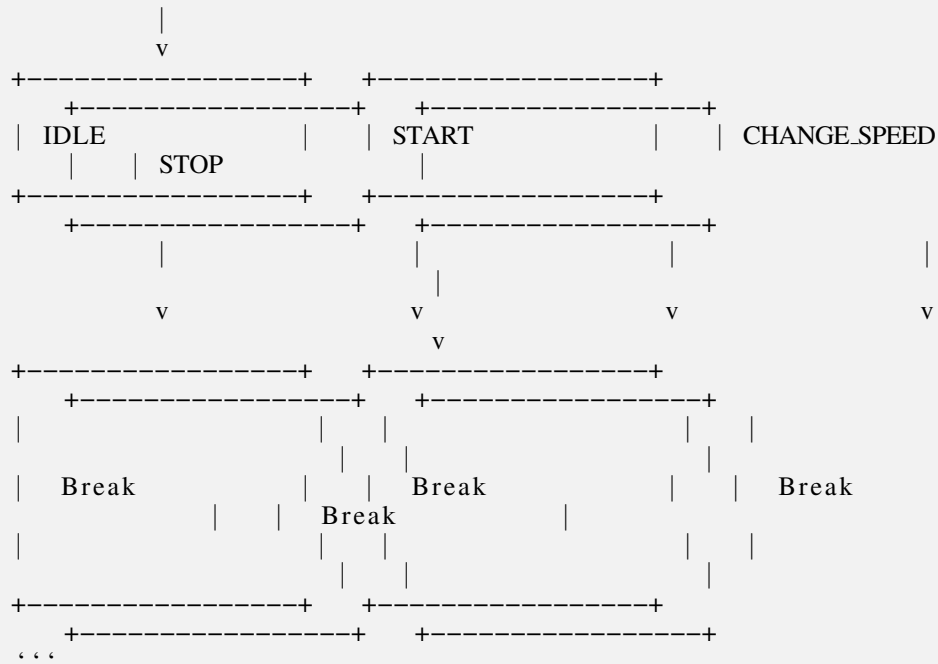 |
v
+-----------------+ +-----------------+
+-----------------+ +-----------------+
| IDLE | | START | | CHANGE_SPEED
| | STOP |
+-----------------+ +-----------------+
+-----------------+ +-----------------+
| | | |
|
v v v v
v
+-----------------+ +-----------------+
+-----------------+ +-----------------+
| | | | |
| | |
| Break | | Break | | Break
| | Break |
| | | | |
| | |
+-----------------+ +-----------------+
+-----------------+ +-----------------+
‘‘‘